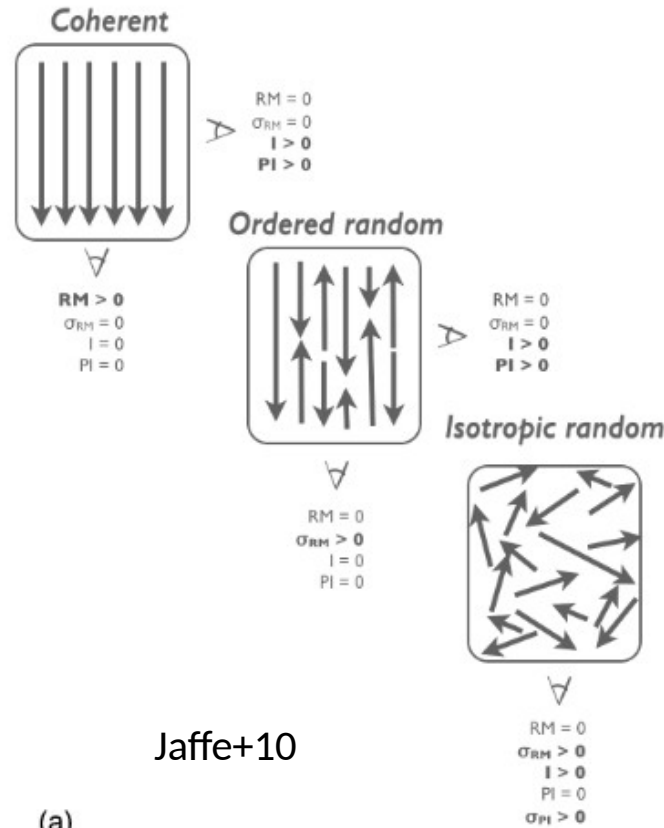 Coherent
RM = 0
σRM = 0
I > 0
PI > 0
RM > 0
σRM = 0
I = 0
PI = 0
Ordered random
RM = 0
σRM = 0
I > 0
PI > 0
RM = 0
σRM > 0
I = 0
PI = 0
Isotropic random
RM = 0
σRM > 0
I > 0
PI = 0
σPI > 0
Jaffe+10
(a)